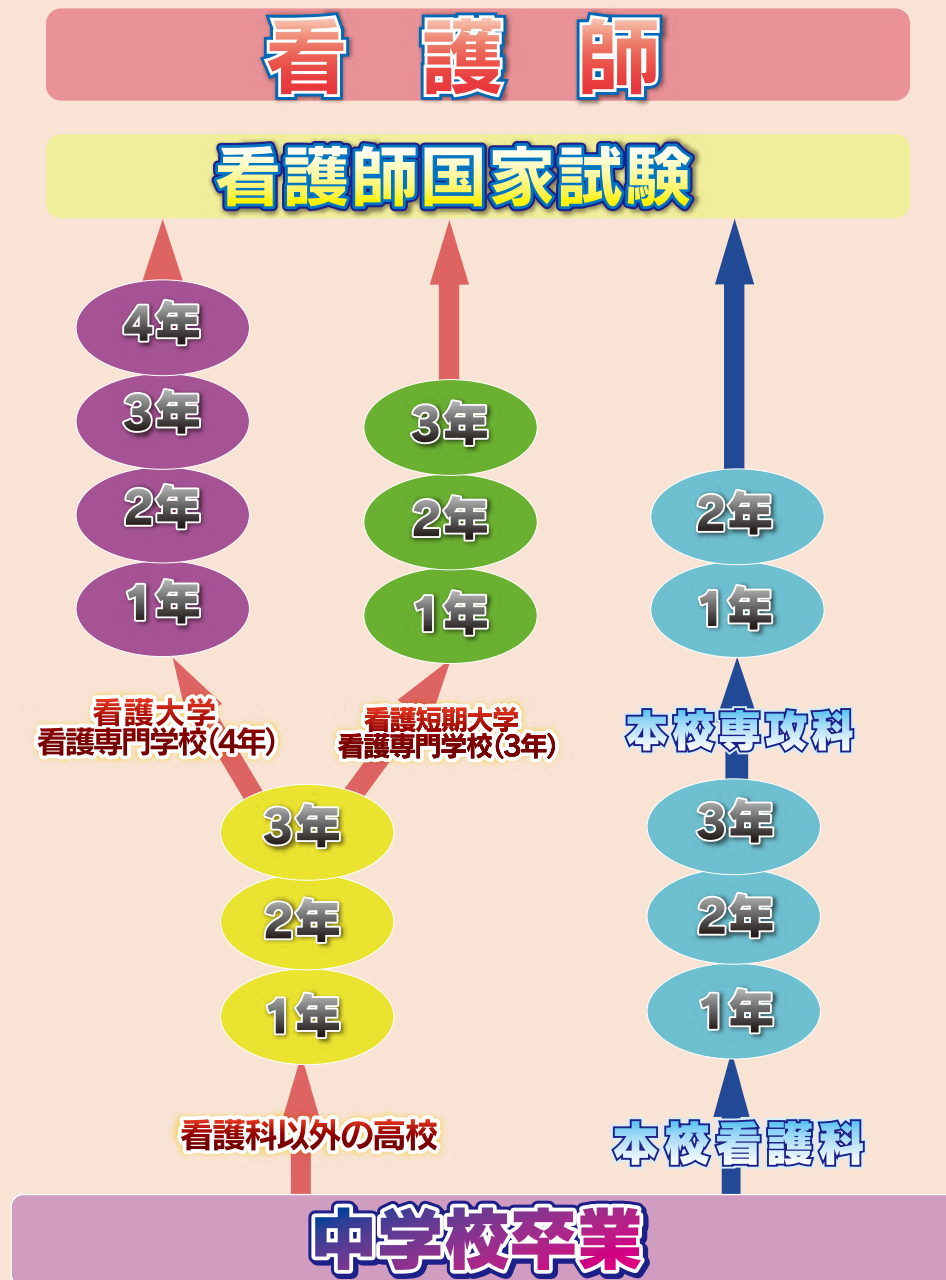 看護師
看護師国家試験
4年
3年
2年
1年
3年
2年
1年
2年
1年
看護大学
看護専門学校(4年)
看護短期大学
看護専門学校(3年)
本校専攻科
3年
2年
1年
3年
2年
1年
看護科以外の高校
本校看護科
中学校卒業